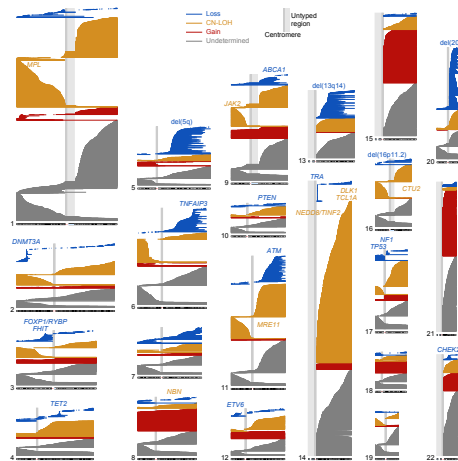 Loss
CN-LOH
Gain
Undetermined
Untyped
region
Centromere
MPL
1
DNMT3A
2
FOXP1/RYBP
FHIT
3
TET2
4
del(5q)
5
TNFAIP3
6
7
NBN
8
ABCA1
JAK2
9
PTEN
10
ATM
MRE11
11
ETV6
12
del(13q14)
13
TRA
DLK1
TCL1A
NEDD8/TINF2
14
15
del(16p11.2)
CTU2
16
NF1
TP53
17
18
19
del(20
20
21
CHEK2
22